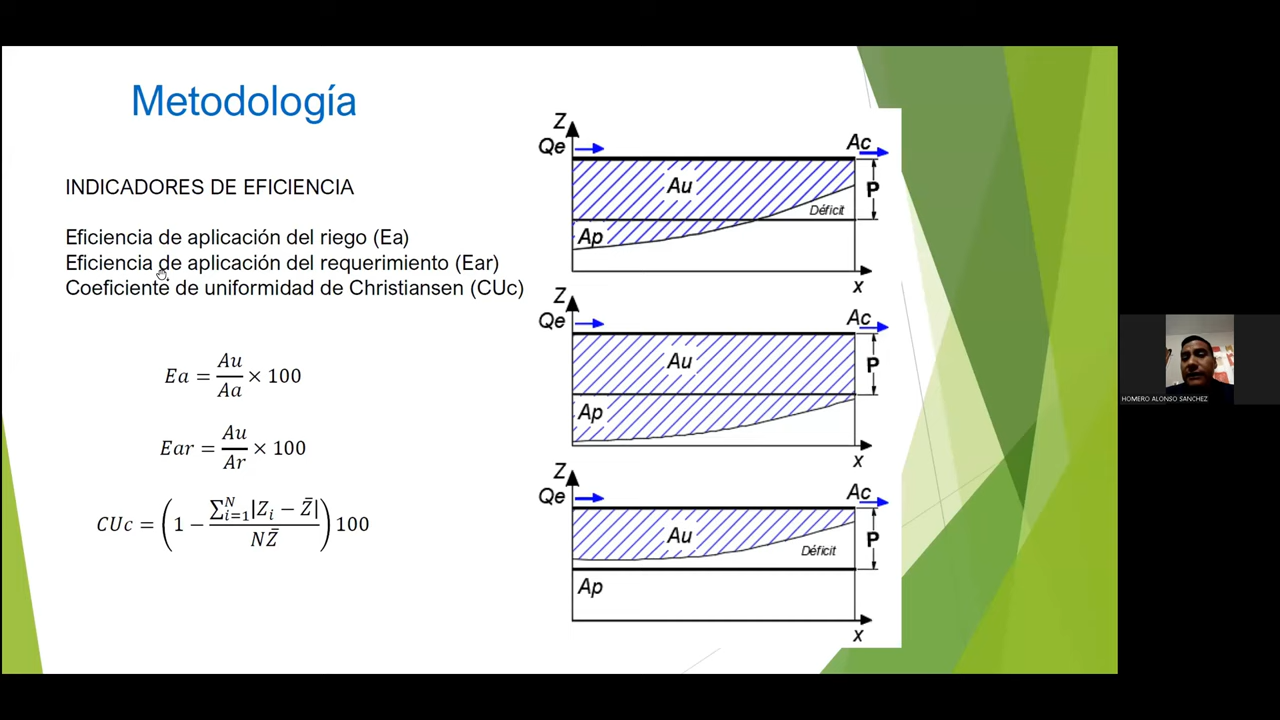 Metodología
INDICADORES DE EFICIENCIA
Eficiencia de aplicación del riego (Ea)
Eficiencia de aplicación del requerimiento (Ear)
Coeficiente de uniformidad de Christiansen (CUc)
Ea = Au/Aa × 100
Ear = Au/Ar × 100
CUc = (1 − ∑_{i=1}^{N}|Z_i − Z̄| / NZ̄) 100
Z
Qe
Ac
Au
P
Déficit
Ap
x
Z
Qe
Ac
Au
P
Ap
x
Z
Qe
Ac
Au
P
Déficit
Ap
x
HOMERO ALONSO SANCHEZ